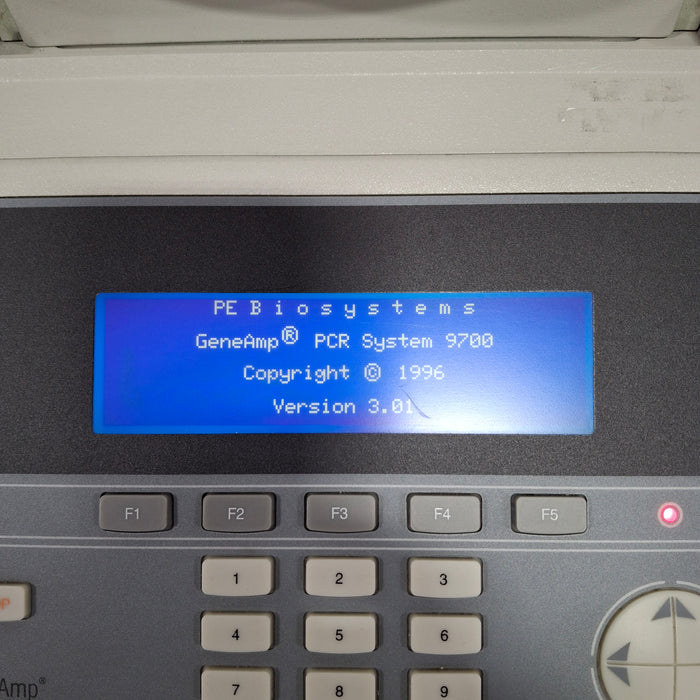 PE Biosystems
GeneAmp® PCR System 9700
Copyright © 1996
Version 3.01
F1 F2 F3 F4 F5
1 2 3
4 5 6
Amp®
7 8 9